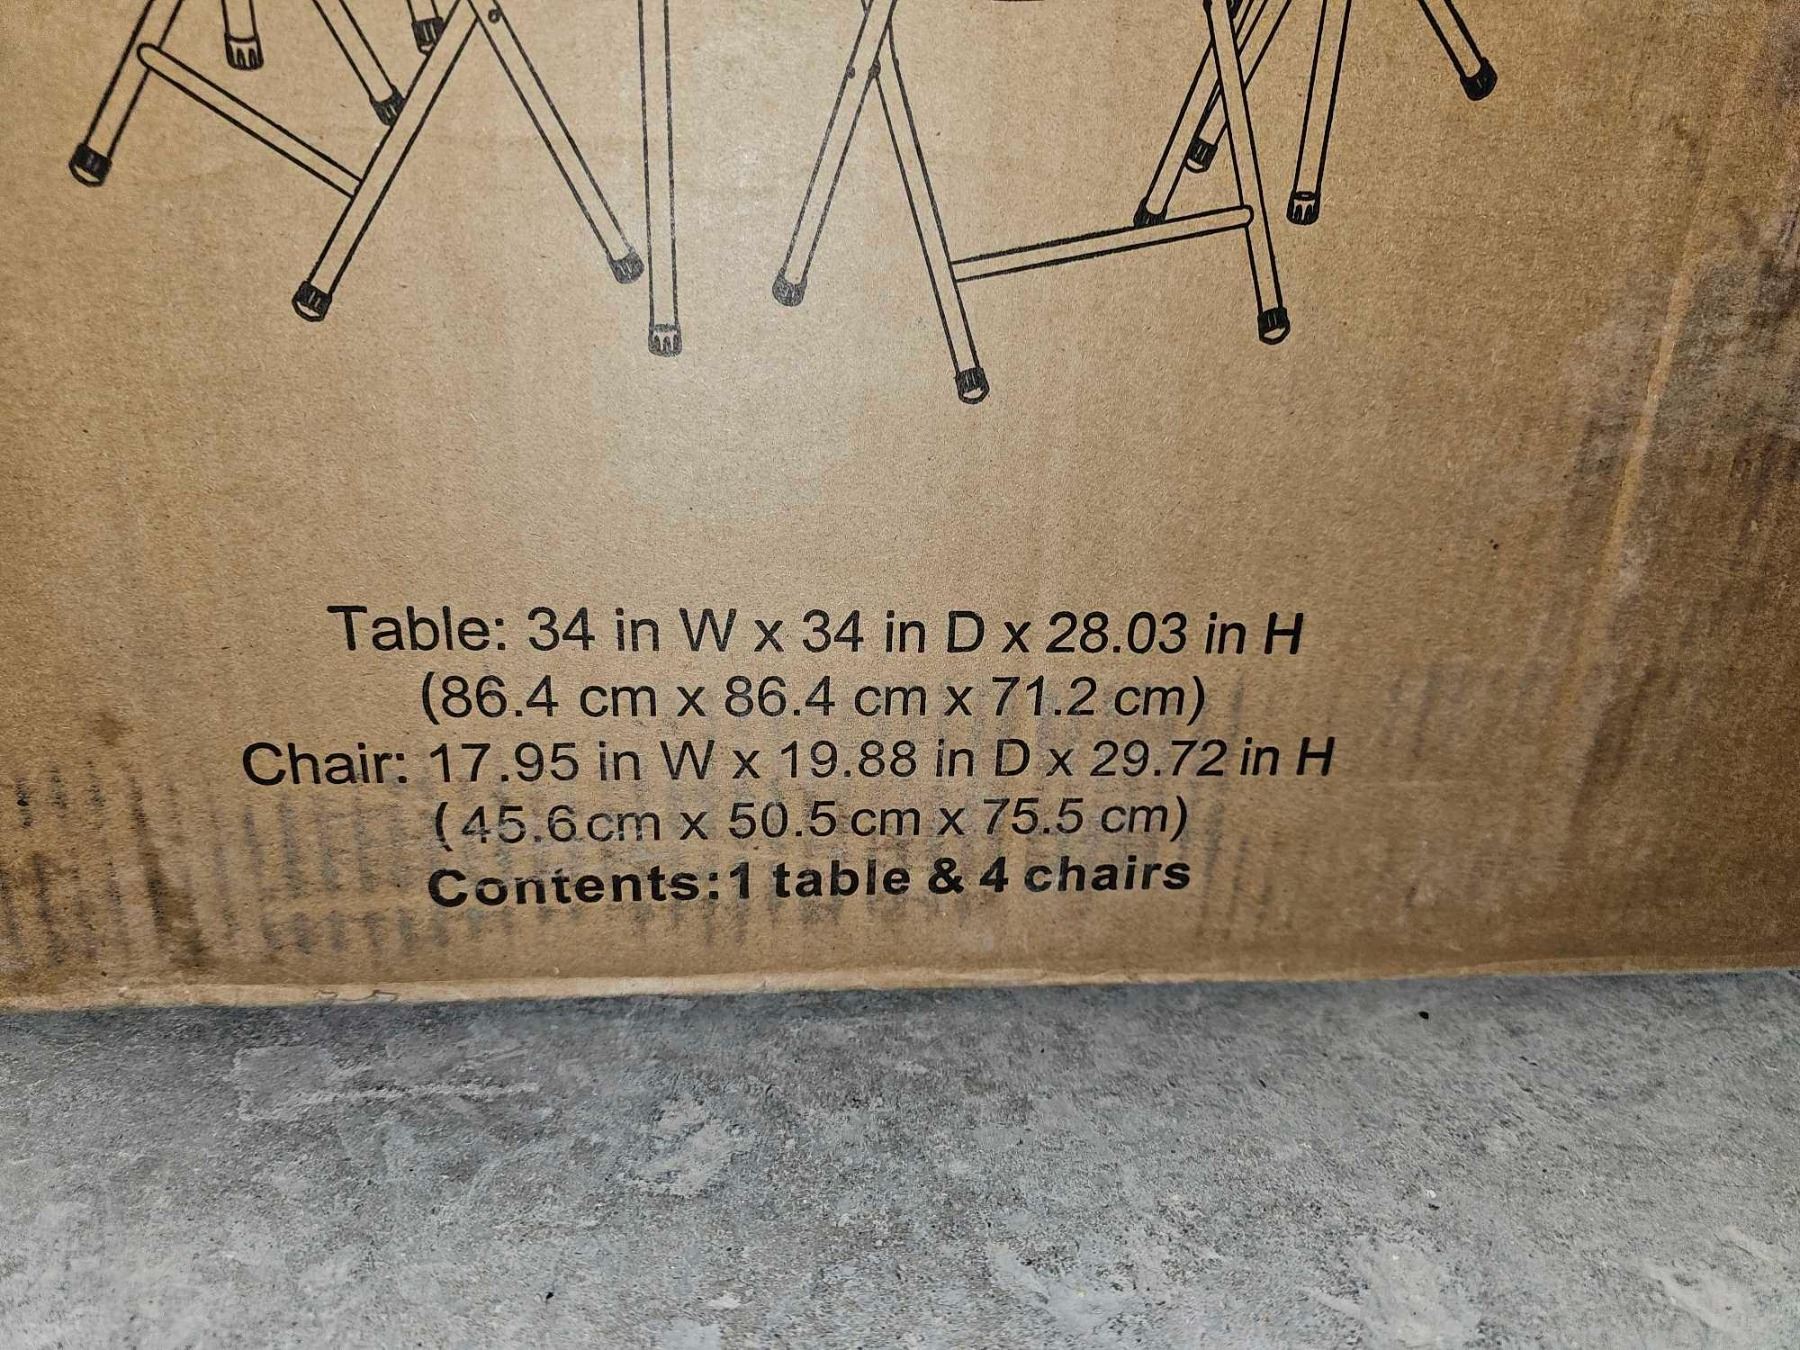 Table: 34 in W x 34 in D x 28.03 in H
(86.4 cm x 86.4 cm x 71.2 cm)
Chair: 17.95 in W x 19.88 in D x 29.72 in H
(45.6cm x 50.5cm x 75.5 cm)
Contents:1 table & 4 chairs